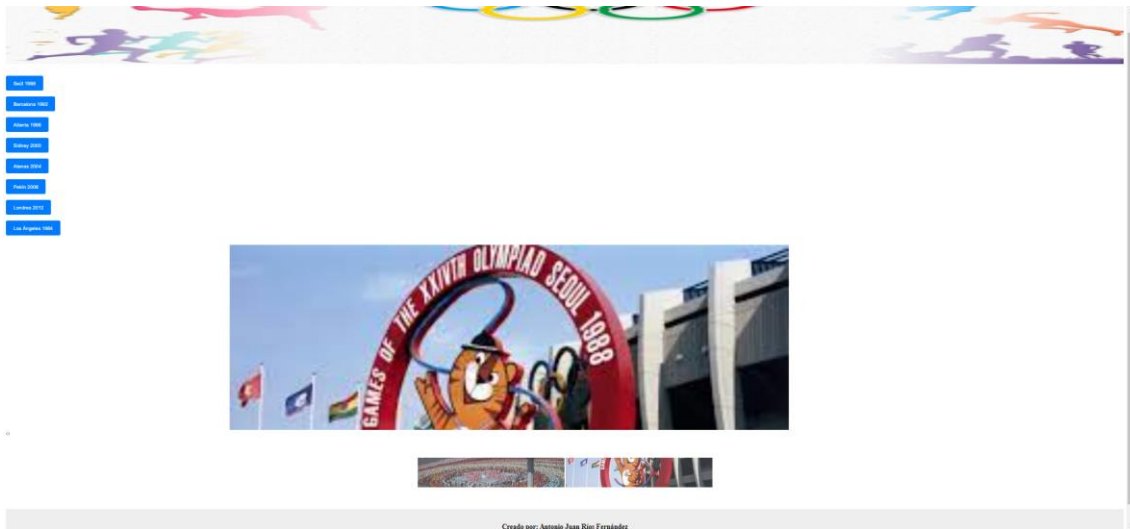 Seúl 1988
Barcelona 1992
Atlanta 1996
Sidney 2000
Atenas 2004
Pekín 2008
Londres 2012
Los Ángeles 1984
GAMES OF THE XXIVTH OLYMPIAD SEOUL 1988
Creado por: Antonio Juan Ríos Fernández